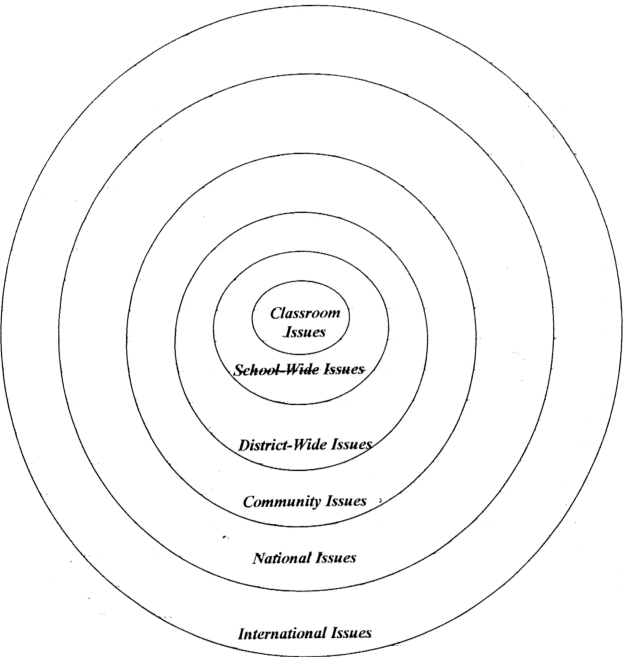 Classroom
Issues
School-Wide Issues
District-Wide Issues
Community Issues
National Issues
International Issues